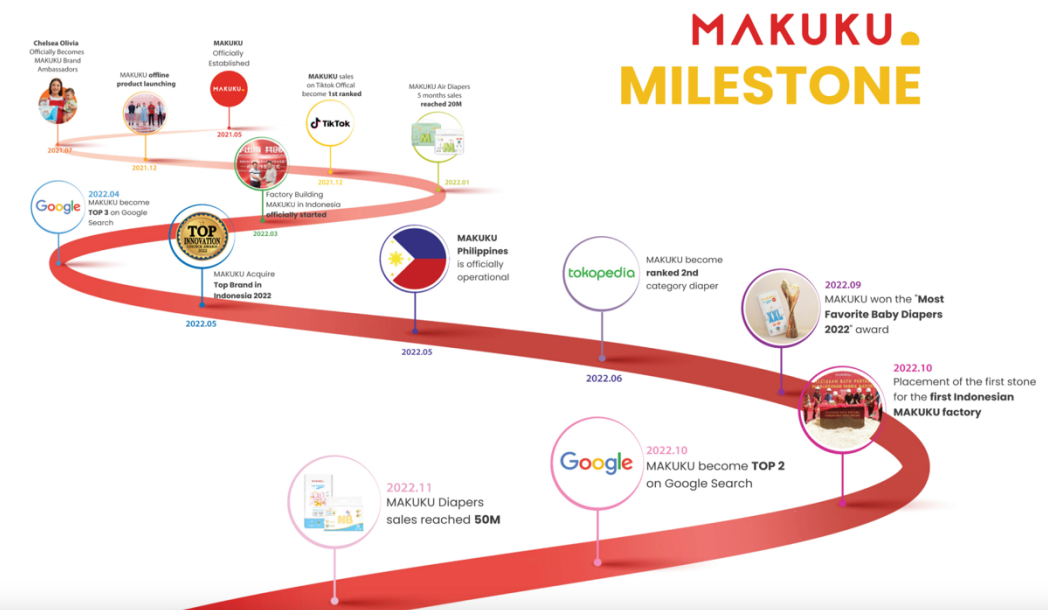 MAKUKU.
MILESTONE
Chelsea Olivia
Officially Becomes
MAKUKU Brand
Ambassadors
2021.07
MAKUKU offline
product launching
2021.12
MAKUKU
Officially
Established
MAKUKU.
2021.05
MAKUKU sales
on Tiktok Offical
become 1st ranked
TikTok
2021.12
MAKUKU Air Diapers
5 months sales
reached 20M
2022.01
Factory Building
MAKUKU in Indonesia
officially started
2022.03
Google
2022.04
MAKUKU become
TOP 3 on Google
Search
TOP
INNOVATION
MAKUKU Acquire
Top Brand in
Indonesia 2022
2022.05
MAKUKU
Philippines
is officially
operational
2022.05
tokopedia
MAKUKU become
ranked 2nd
category diaper
2022.06
XXL
2022.09
MAKUKU won the "Most
Favorite Baby Diapers
2022" award
2022.10
Placement of the first stone
for the first Indonesian
MAKUKU factory
Google
2022.10
MAKUKU become TOP 2
on Google Search
2022.11
MAKUKU Diapers
sales reached 50M